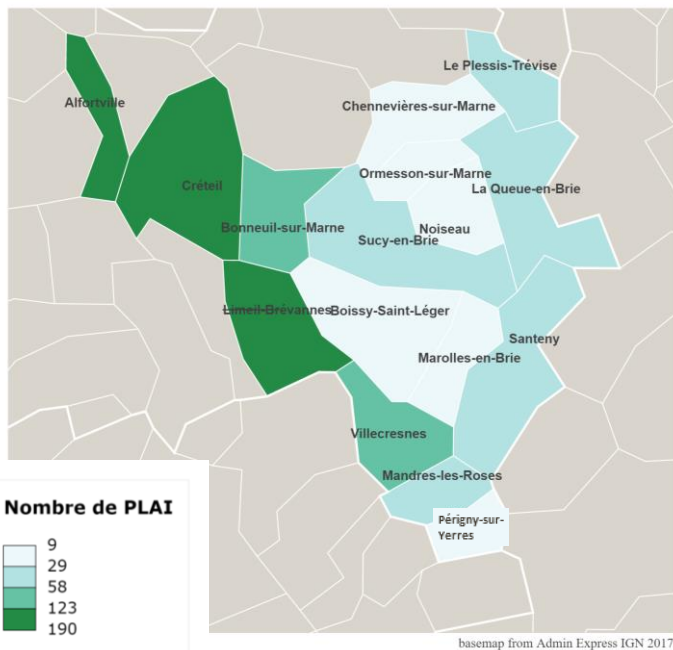 Le Plessis-Trévise
Alfortville
Chennevières-sur-Marne
Ormesson-sur-Marne
Créteil
La Queue-en-Brie
Bonneuil-sur-Marne
Noiseau
Sucy-en-Brie
Limeil-Brévannes
Boissy-Saint-Léger
Santeny
Marolles-en-Brie
Villecresnes
Mandres-les-Roses
Périgny-sur-
Yerres
Nombre de PLAI
9
29
58
123
190
basemap from Admin Express IGN 2017